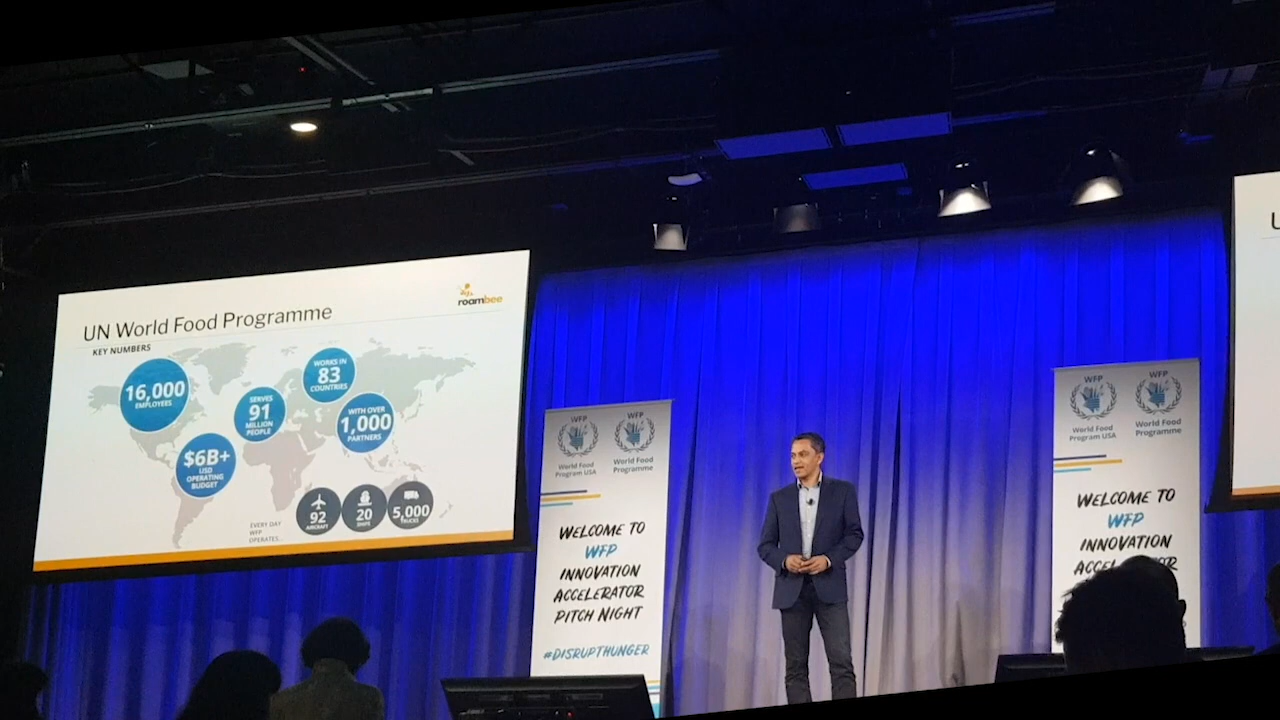 roambee
UN World Food Programme
KEY NUMBERS
16,000
EMPLOYEES
WORKS IN
83
COUNTRIES
SERVES
91
MILLION
PEOPLE
WITH OVER
1,000
PARTNERS
$6B+
USD
OPERATING
BUDGET
EVERY DAY
WFP
OPERATES...
92
AIRCRAFT
20
SHIPS
5,000
TRUCKS
WFP
World Food
Program USA
WFP
World Food
Programme
WELCOME TO
WFP
INNOVATION
ACCELERATOR
PITCH NIGHT
#DISRUPTHUNGER
WFP
World Food
Program USA
WFP
World Food
Programme
WELCOME TO
WFP
INNOVATION
U